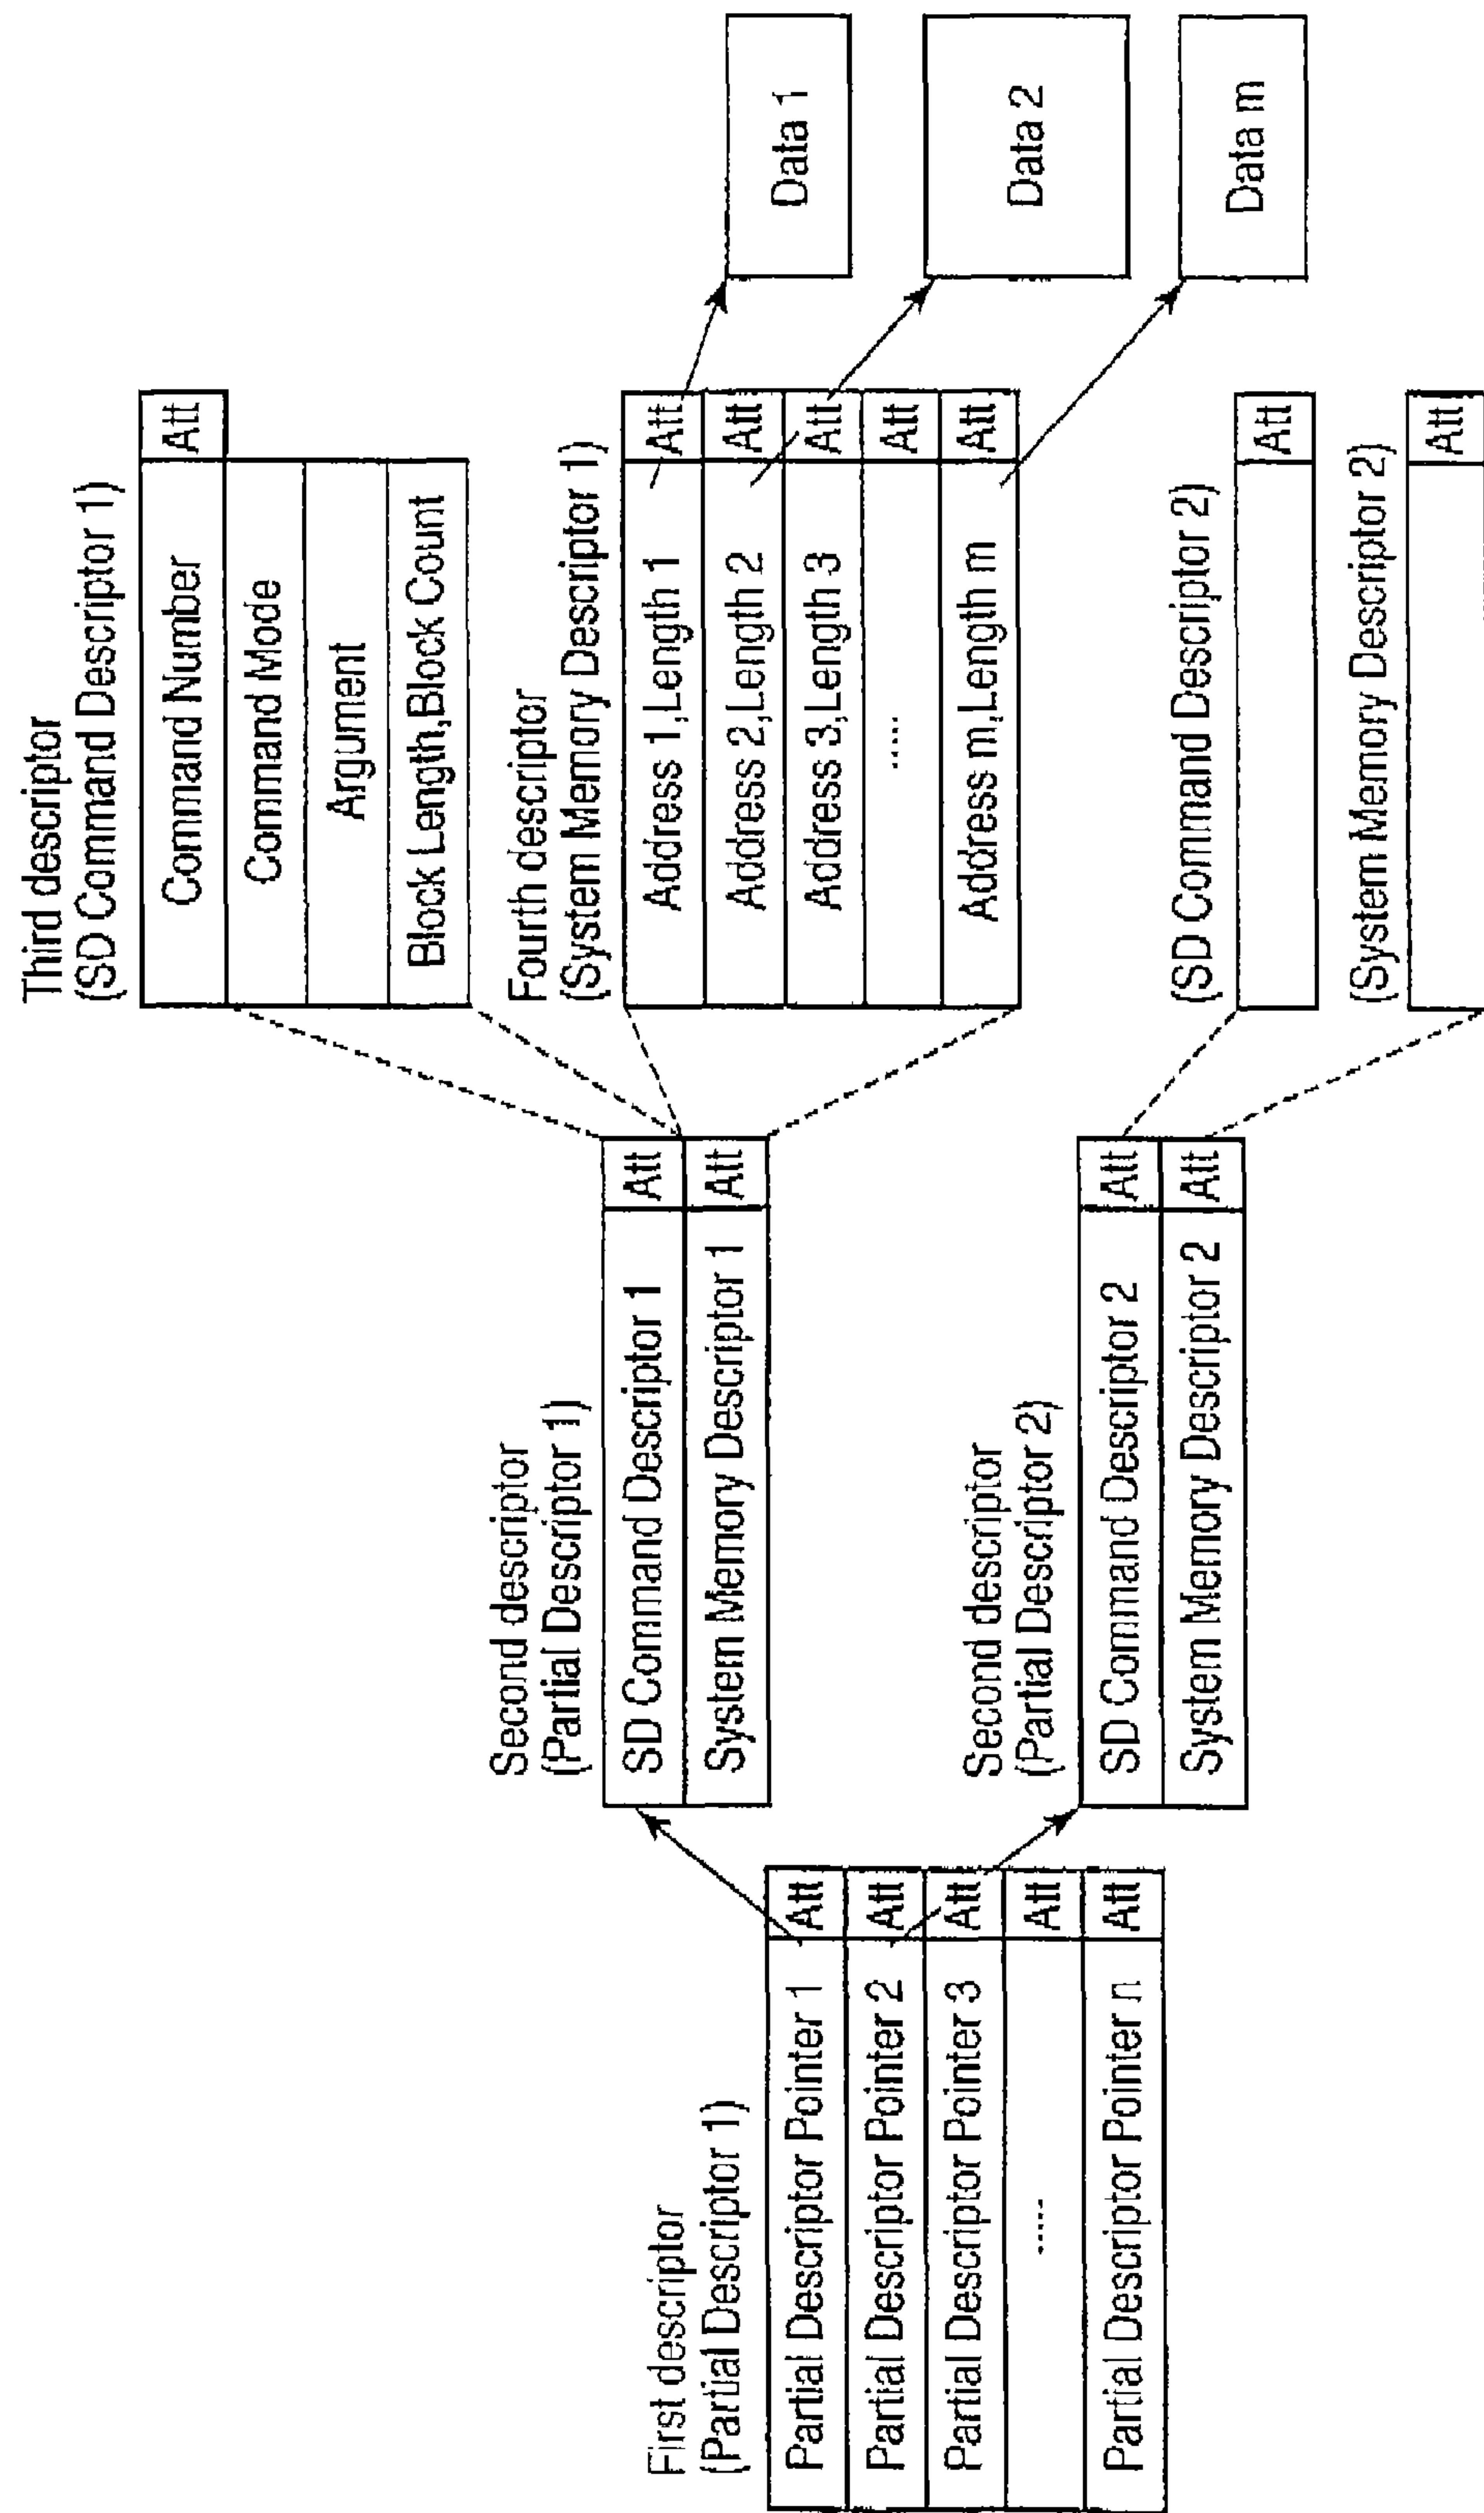 First descriptor
(Partial Descriptor 1)
Partial Descriptor Pointer 1 Att
Partial Descriptor Pointer 2 Att
Partial Descriptor Pointer 3 Att
..... Att
Partial Descriptor Pointer n Att
Second descriptor
(Partial Descriptor 1)
SD Command Descriptor 1 Att
System Memory Descriptor 1 Att
Second descriptor
(Partial Descriptor 2)
SD Command Descriptor 2 Att
System Memory Descriptor 2 Att
Third descriptor
(SD Command Descriptor 1)
Command Number Att
Command Mode
Argument
Block Length,Block Count
Fourth descriptor
(System Memory Descriptor 1)
Address 1,Length 1 Att
Address 2,Length 2 Att
Address 3,Length 3 Att
..... Att
Address m,Length m Att
(SD Command Descriptor 2)
Att
(System Memory Descriptor 2)
Att
Data 1
Data 2
Data m